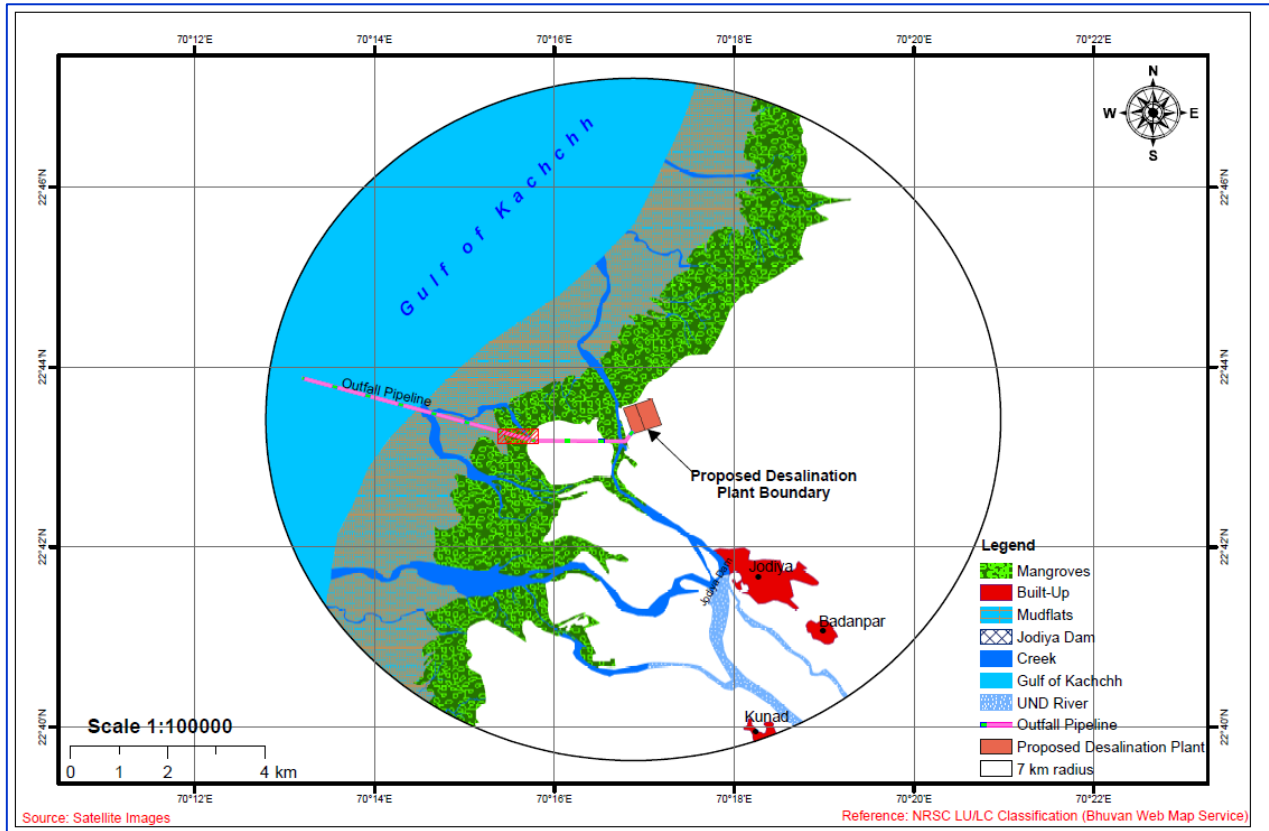 70°12'E 70°14'E 70°16'E 70°18'E 70°20'E 70°22'E
N
W E
S
22°46'N 22°46'N
Gulf of Kachchh
22°44'N 22°44'N
Outfall Pipeline
Proposed Desalination
Plant Boundary
22°42'N 22°42'N
Jodiya Dam
Jodiya
Badanpar
Kunad
22°40'N 22°40'N
Legend
Mangroves
Built-Up
Mudflats
Jodiya Dam
Creek
Gulf of Kachchh
UND River
Outfall Pipeline
Proposed Desalination Plant
7 km radius
Scale 1:100000
0 1 2 4 km
70°12'E 70°14'E 70°16'E 70°18'E 70°20'E 70°22'E
Source: Satellite Images
Reference: NRSC LU/LC Classification (Bhuvan Web Map Service)